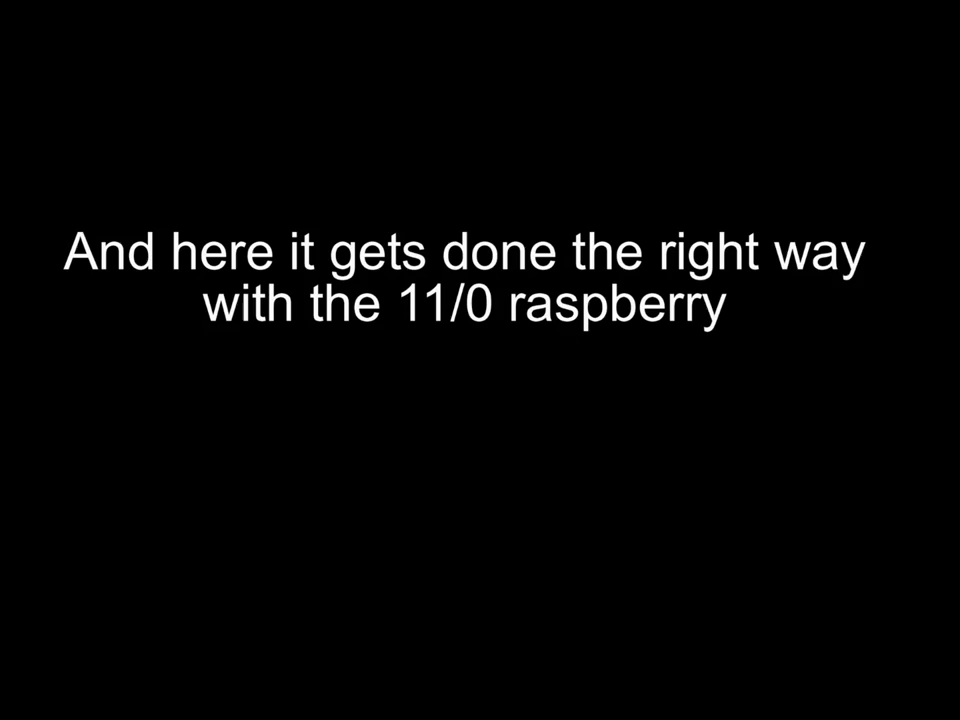 And here it gets done the right way
with the 11/0 raspberry